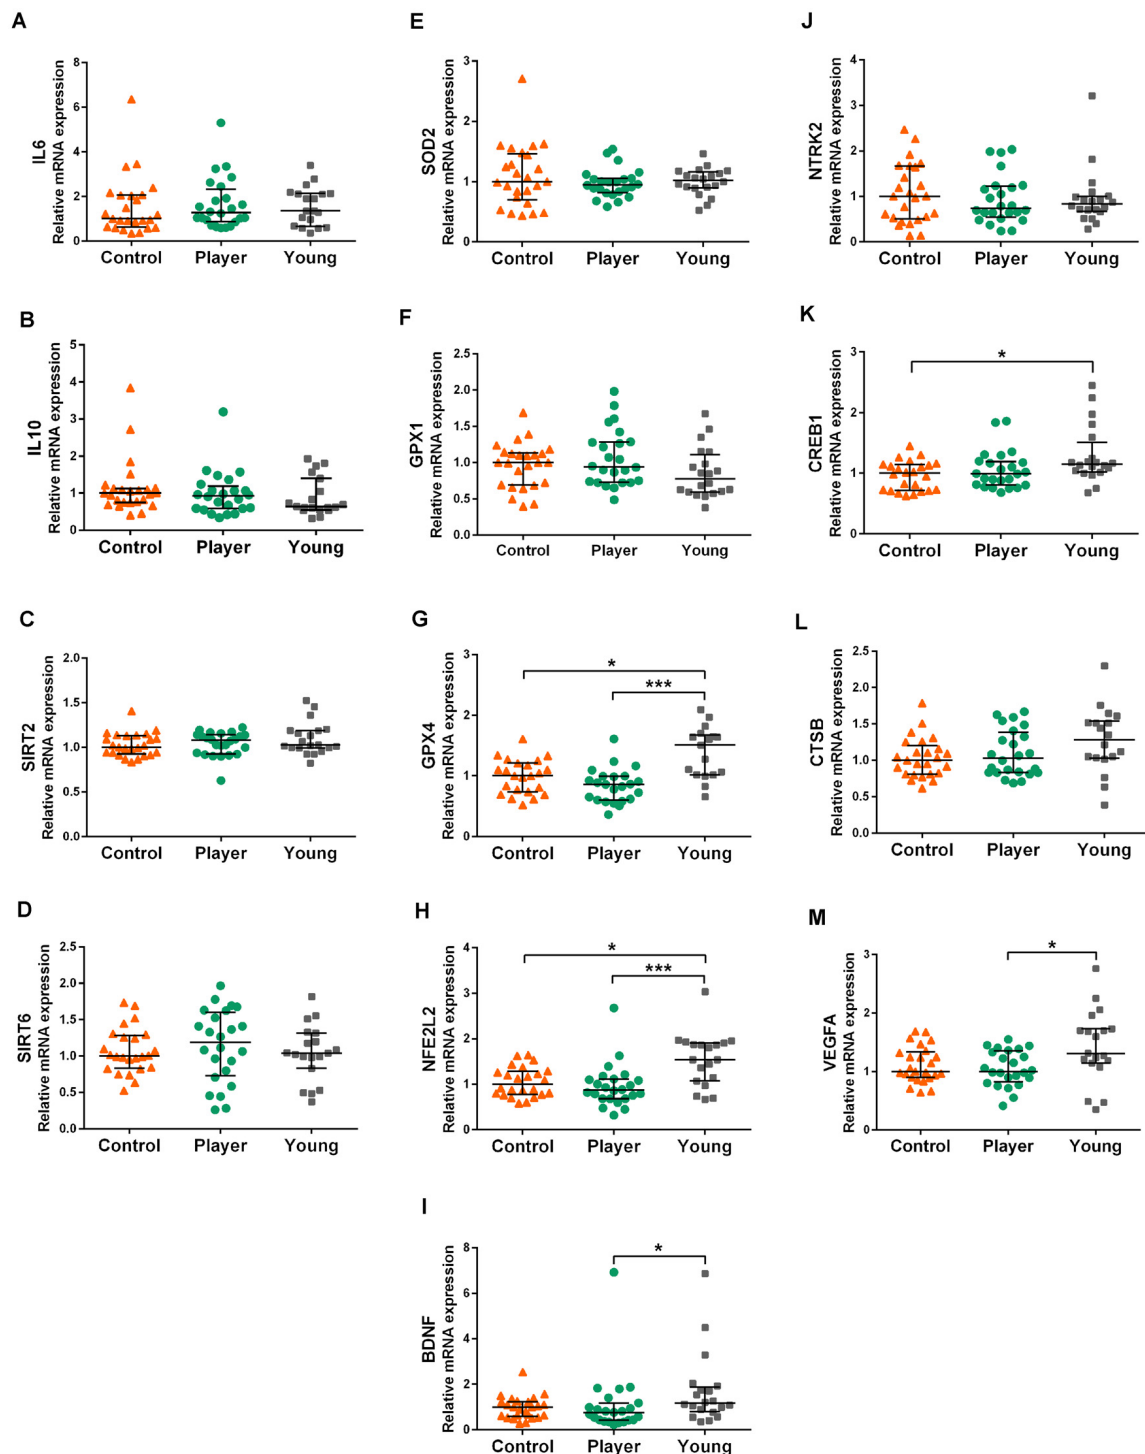 A
IL6
Relative mRNA expression
8
6
4
2
0
Control Player Young
B
IL10
Relative mRNA expression
5
4
3
2
1
0
Control Player Young
C
SIRT2
Relative mRNA expression
2.0
1.5
1.0
0.5
0.0
Control Player Young
D
SIRT6
Relative mRNA expression
2.5
2.0
1.5
1.0
0.5
0.0
Control Player Young
E
SOD2
Relative mRNA expression
3
2
1
0
Control Player Young
F
GPX1
Relative mRNA expression
2.5
2.0
1.5
1.0
0.5
0.0
Control Player Young
G
GPX4
Relative mRNA expression
3
2
1
0
*
***
Control Player Young
H
NFE2L2
Relative mRNA expression
4
3
2
1
0
*
***
Control Player Young
I
BDNF
Relative mRNA expression
8
6
4
2
0
*
Control Player Young
J
NTRK2
Relative mRNA expression
4
3
2
1
0
Control Player Young
K
CREB1
Relative mRNA expression
3
2
1
0
*
Control Player Young
L
CTSB
Relative mRNA expression
2.5
2.0
1.5
1.0
0.5
0.0
Control Player Young
M
VEGFA
Relative mRNA expression
3
2
1
0
*
Control Player Young